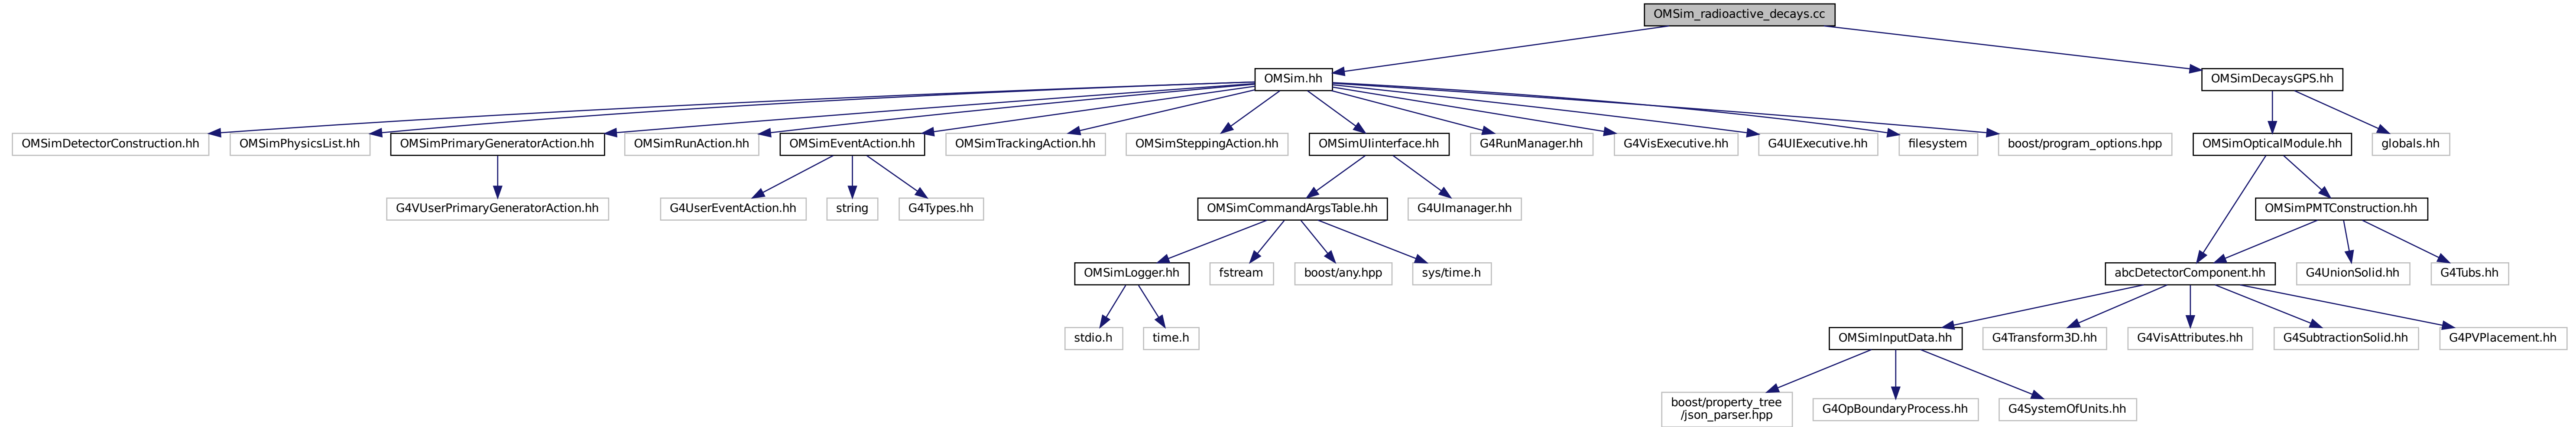 OMSim_radioactive_decays.cc
OMSim.hh
OMSimDecaysGPS.hh
OMSimDetectorConstruction.hh
OMSimPhysicsList.hh
OMSimPrimaryGeneratorAction.hh
OMSimRunAction.hh
OMSimEventAction.hh
OMSimTrackingAction.hh
OMSimSteppingAction.hh
OMSimUIinterface.hh
G4RunManager.hh
G4VisExecutive.hh
G4UIExecutive.hh
filesystem
boost/program_options.hpp
OMSimOpticalModule.hh
globals.hh
G4VUserPrimaryGeneratorAction.hh
G4UserEventAction.hh
string
G4Types.hh
OMSimCommandArgsTable.hh
G4UImanager.hh
OMSimPMTConstruction.hh
OMSimLogger.hh
fstream
boost/any.hpp
sys/time.h
abcDetectorComponent.hh
G4UnionSolid.hh
G4Tubs.hh
stdio.h
time.h
OMSimInputData.hh
G4Transform3D.hh
G4VisAttributes.hh
G4SubtractionSolid.hh
G4PVPlacement.hh
boost/property_tree
/json_parser.hpp
G4OpBoundaryProcess.hh
G4SystemOfUnits.hh